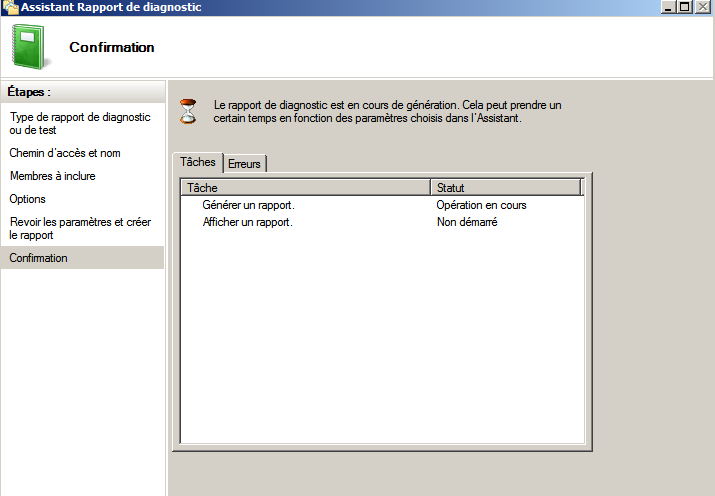 Assistant Rapport de diagnostic
Confirmation
Étapes :
Type de rapport de diagnostic
ou de test
Chemin d'accès et nom
Membres à inclure
Options
Revoir les paramètres et créer
le rapport
Confirmation
Le rapport de diagnostic est en cours de génération. Cela peut prendre un
certain temps en fonction des paramètres choisis dans l'Assistant.
Tâches Erreurs
Tâche Statut
Générer un rapport. Opération en cours
Afficher un rapport. Non démarré